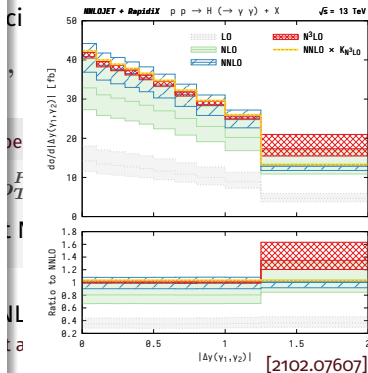 NNLOJET + RapidiX p p → H (→ γ γ) + X √s = 13 TeV
LO
NLO
NNLO
N³LO
NNLO × K_N³LO
dσ/d|Δy(γ₁,γ₂)| [fb]
50
40
30
20
10
0
Ratio to NNLO
1.8
1.6
1.4
1.2
1.0
0.8
0.6
0.4
0.2
0 0.5 1 1.5 2
|Δy(γ₁,γ₂)|
[2102.07607]